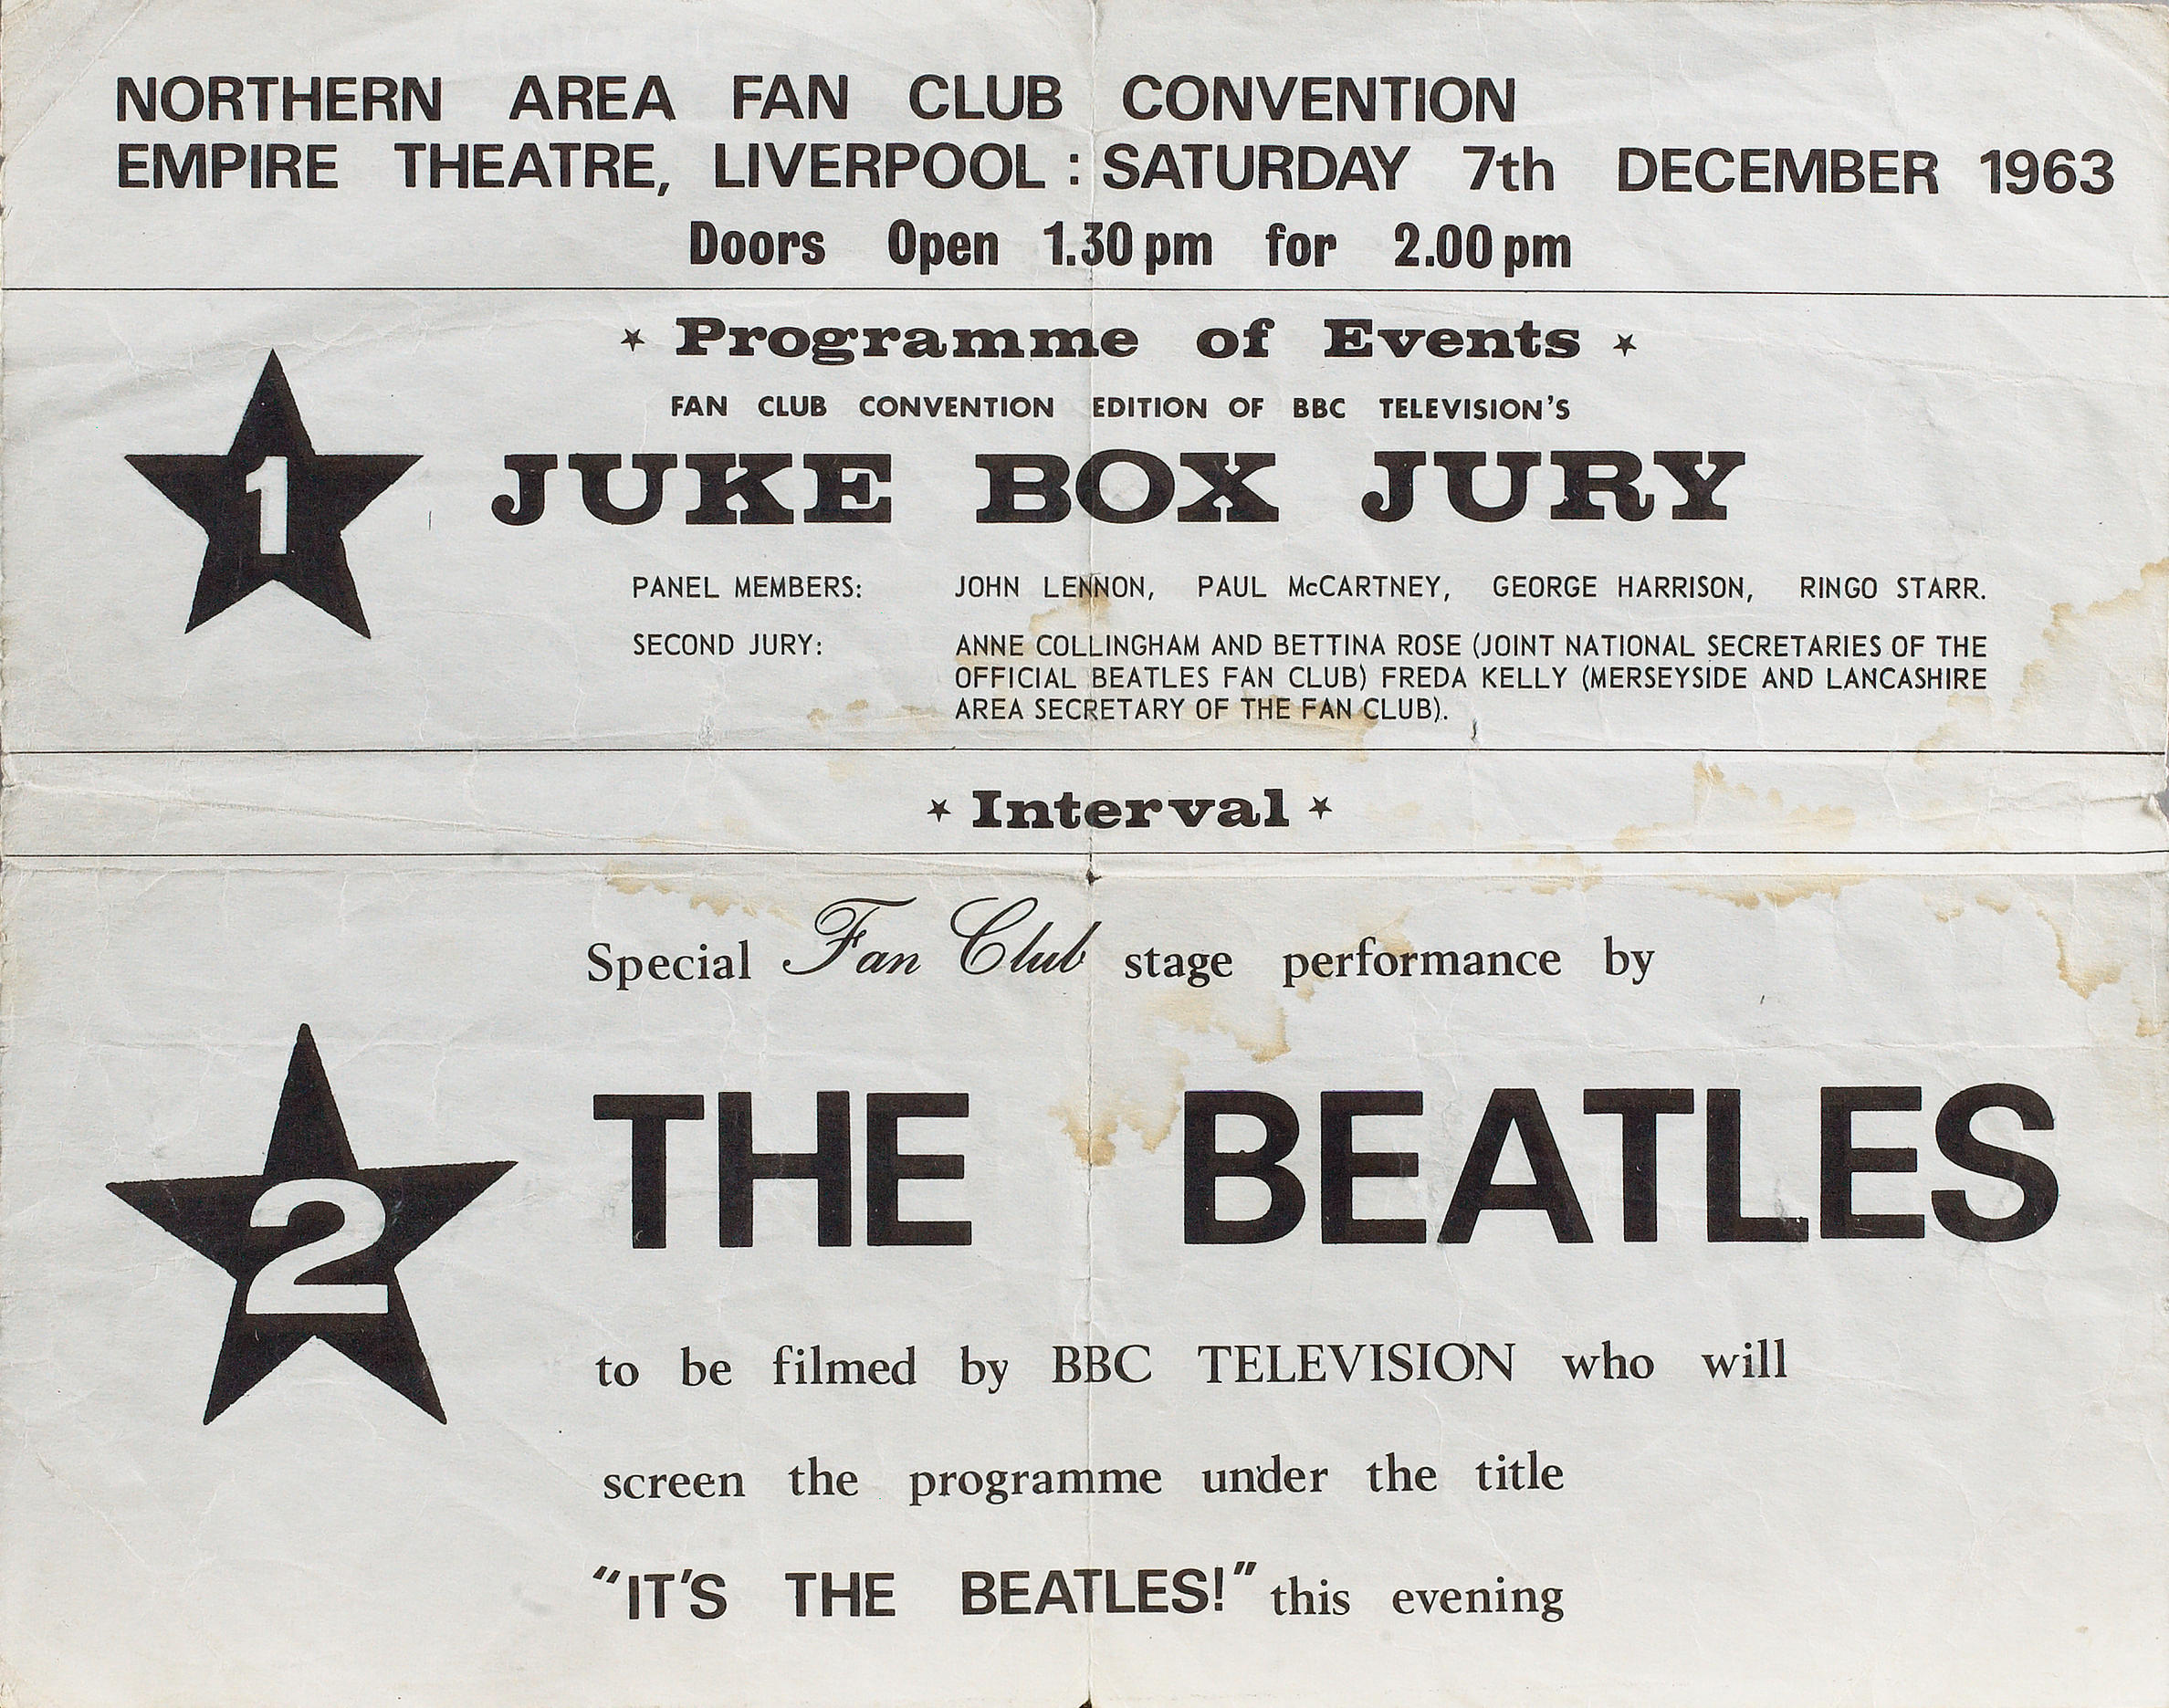 NORTHERN AREA FAN CLUB CONVENTION
EMPIRE THEATRE, LIVERPOOL : SATURDAY 7th DECEMBER 1963
Doors Open 1.30 pm for 2.00 pm
Programme of Events
FAN CLUB CONVENTION EDITION OF BBC TELEVISION'S
1
JUKE BOX JURY
PANEL MEMBERS: JOHN LENNON, PAUL McCARTNEY, GEORGE HARRISON, RINGO STARR.
SECOND JURY: ANNE COLLINGHAM AND BETTINA ROSE (JOINT NATIONAL SECRETARIES OF THE
OFFICIAL BEATLES FAN CLUB) FREDA KELLY (MERSEYSIDE AND LANCASHIRE
AREA SECRETARY OF THE FAN CLUB).
Interval
Special Fan Club stage performance by
2
THE BEATLES
to be filmed by BBC TELEVISION who will
screen the programme under the title
"IT'S THE BEATLES!" this evening